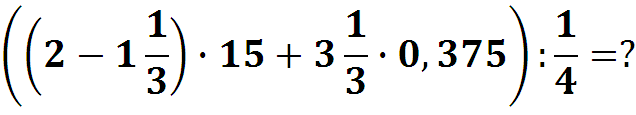 ((2 − 1 1/3) · 15 + 3 1/3 · 0,375) : 1/4 =?